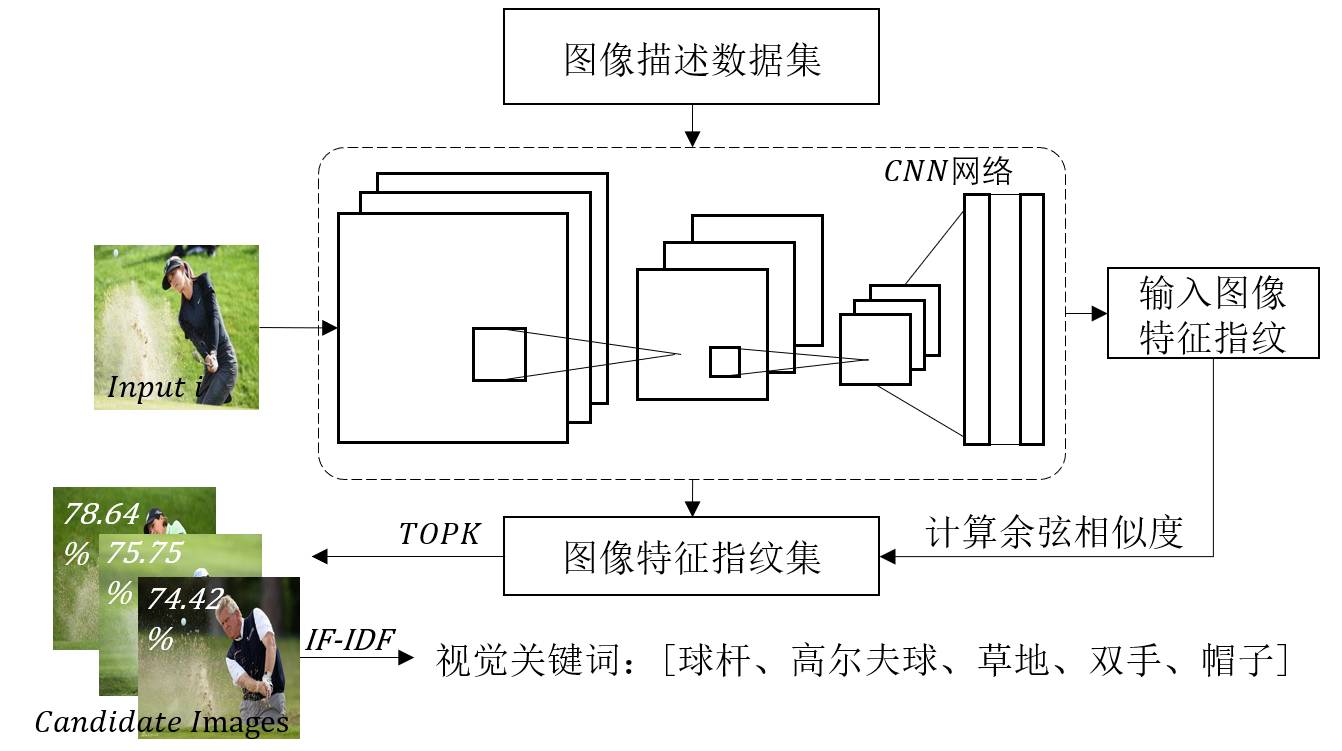 图像描述数据集
CNN网络
Input i
输入图像
特征指纹
78.64
%
75.75
%
74.42
%
TOPK
图像特征指纹集
计算余弦相似度
IF-IDF
视觉关键词：[球杆、高尔夫球、草地、双手、帽子]
Candidate Images